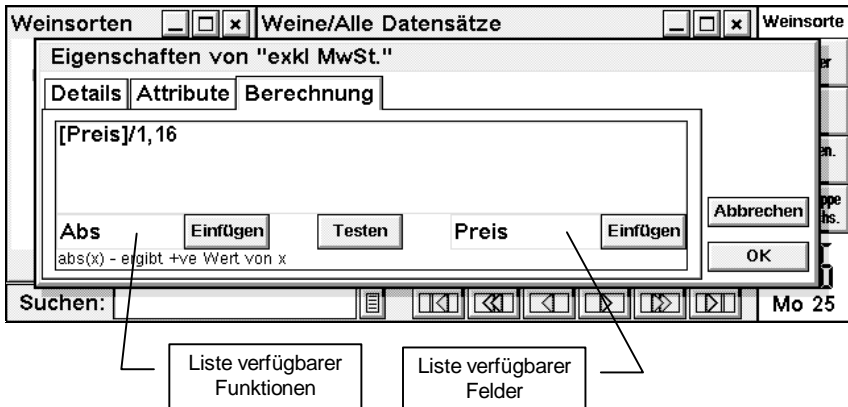 Weinsorten
Weine/Alle Datensätze
Weinsorte
Eigenschaften von "exkl MwSt."
Details
Attribute
Berechnung
[Preis]/1,16
Abs
Einfügen
Testen
Preis
Einfügen
abs(x) - ergibt +ve Wert von x
Abbrechen
OK
Suchen:
Mo 25
Liste verfügbarer
Funktionen
Liste verfügbarer
Felder